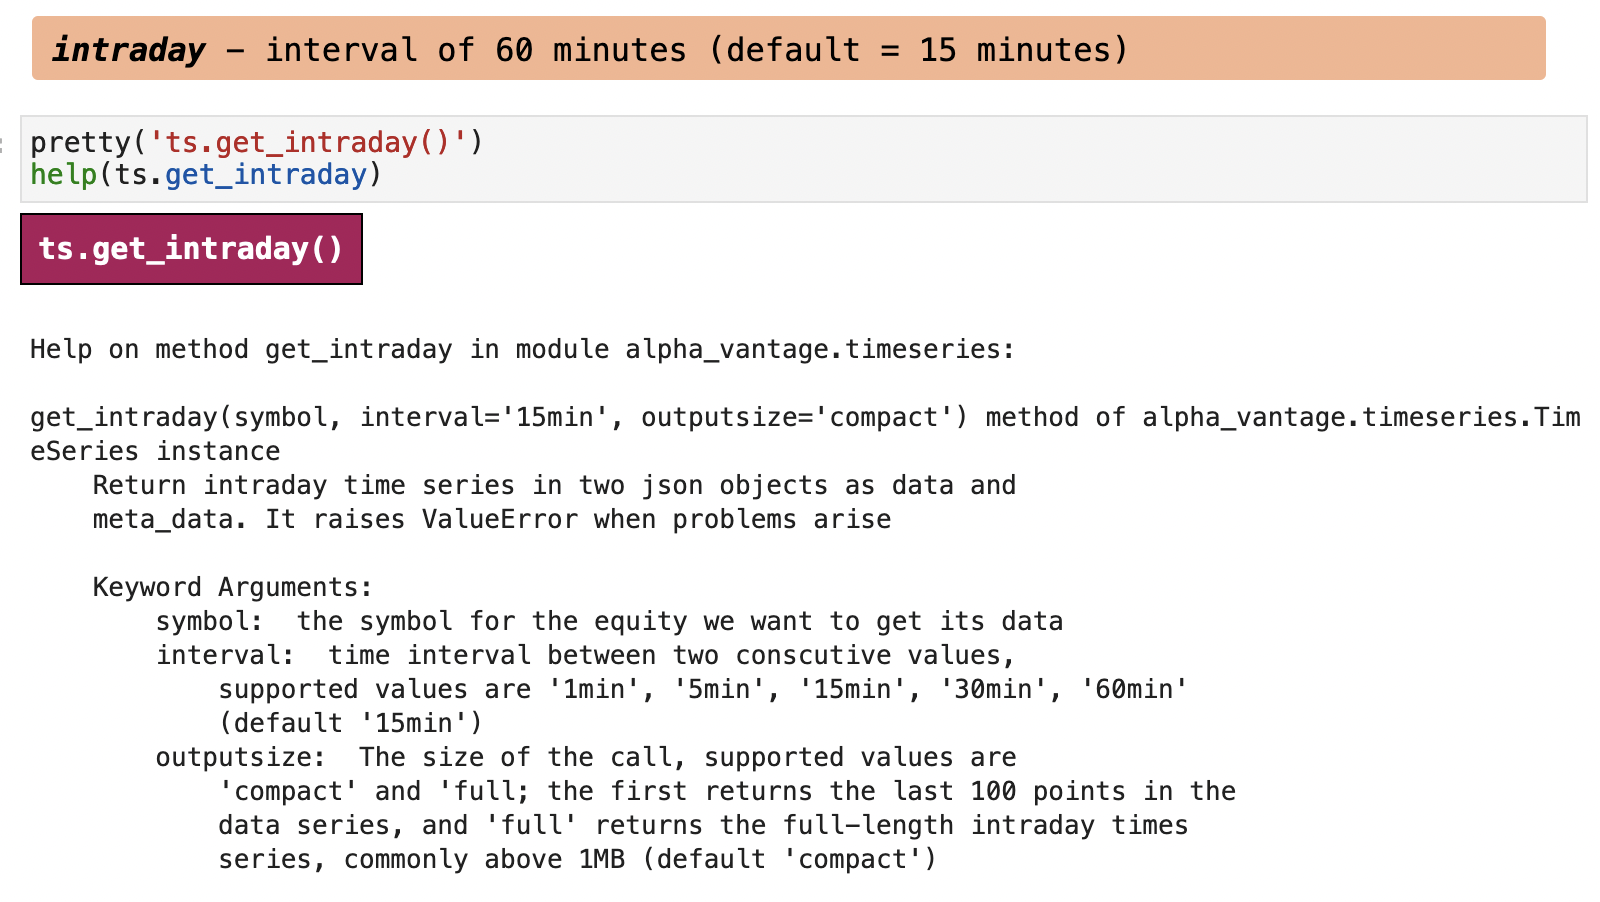 intraday – interval of 60 minutes (default = 15 minutes)
pretty('ts.get_intraday()')
help(ts.get_intraday)
ts.get_intraday()
Help on method get_intraday in module alpha_vantage.timeseries:
get_intraday(symbol, interval='15min', outputsize='compact') method of alpha_vantage.timeseries.Tim
eSeries instance
Return intraday time series in two json objects as data and
meta_data. It raises ValueError when problems arise
Keyword Arguments:
symbol:  the symbol for the equity we want to get its data
interval:  time interval between two conscutive values,
supported values are '1min', '5min', '15min', '30min', '60min'
(default '15min')
outputsize:  The size of the call, supported values are
'compact' and 'full; the first returns the last 100 points in the
data series, and 'full' returns the full-length intraday times
series, commonly above 1MB (default 'compact')